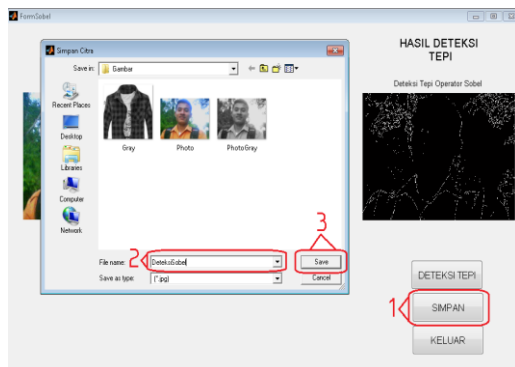 FormSobel
Simpan Citra
Save in:
Gambar
Recent Places
Desktop
Libraries
Computer
Network
Gray
Photo
PhotoGray
File name:
DeteksiSobel
Save as type:
(*.jpg)
Save
Cancel
2
3
HASIL DETEKSI
TEPI
Deteksi Tepi Operator Sobel
DETEKSI TEPI
1
SIMPAN
KELUAR